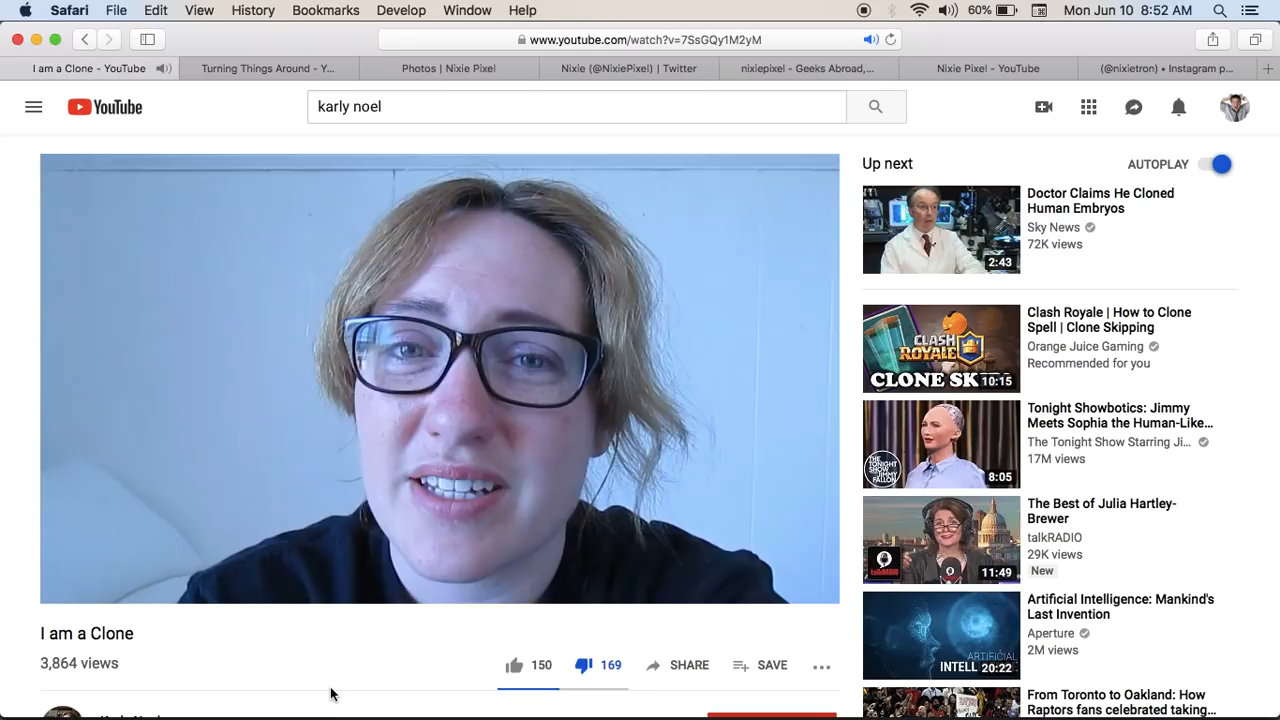 Safari File Edit View History Bookmarks Develop Window Help 60% Mon Jun 10 8:52 AM
www.youtube.com/watch?v=7SsGQy1M2yM
I am a Clone - YouTube Turning Things Around - Y... Photos | Nixie Pixel Nixie (@NixiePixel) | Twitter nixiepixel - Geeks Abroad,... Nixie Pixel - YouTube (@nixietron) • Instagram p...
YouTube karly noel
Up next AUTOPLAY
Doctor Claims He Cloned
Human Embryos
Sky News
72K views
2:43
Clash Royale | How to Clone
Spell | Clone Skipping
Orange Juice Gaming
Recommended for you
CLASH
ROYALE
CLONE SK
10:15
Tonight Showbotics: Jimmy
Meets Sophia the Human-Like...
The Tonight Show Starring Ji...
17M views
THE
TONIGHT
SHOW
JIMMY
FALLON
8:05
The Best of Julia Hartley-
Brewer
talkRADIO
29K views
New
talkRADIO
11:49
Artificial Intelligence: Mankind's
Last Invention
Aperture
2M views
ARTIFICIAL
INTELL
20:22
From Toronto to Oakland: How
Raptors fans celebrated taking...
I am a Clone
3,864 views
150 169 SHARE SAVE